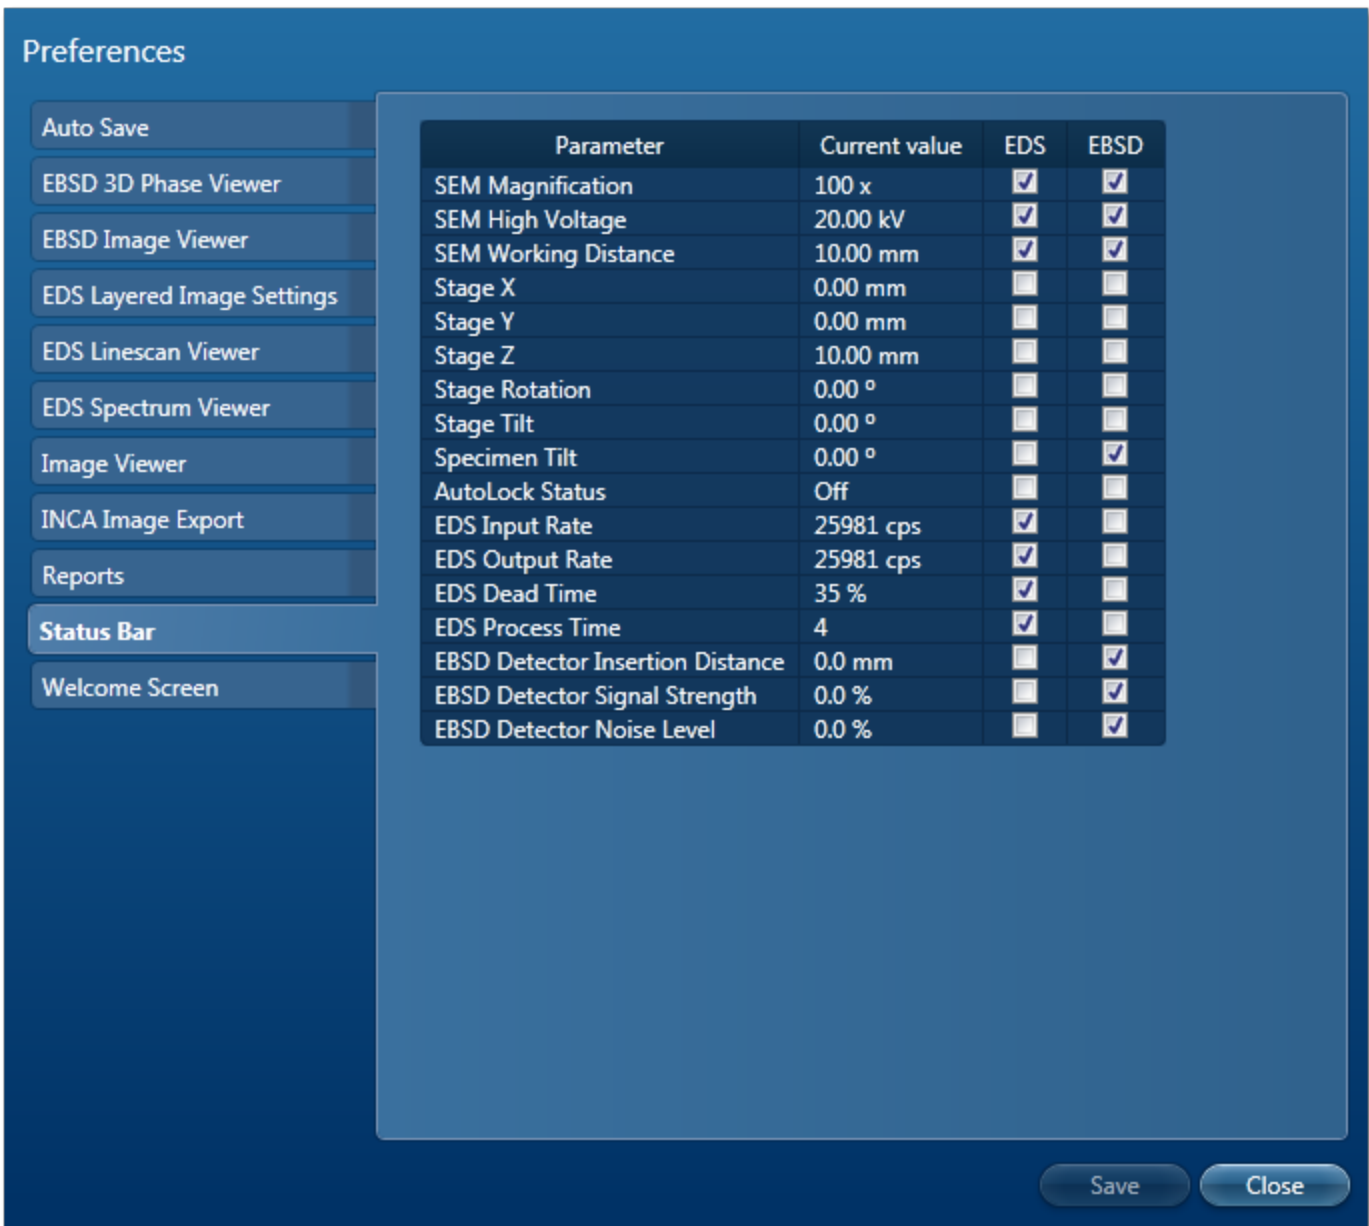 Preferences
Auto Save
EBSD 3D Phase Viewer
EBSD Image Viewer
EDS Layered Image Settings
EDS Linescan Viewer
EDS Spectrum Viewer
Image Viewer
INCA Image Export
Reports
Status Bar
Welcome Screen
Parameter Current value EDS EBSD
SEM Magnification 100 x
SEM High Voltage 20.00 kV
SEM Working Distance 10.00 mm
Stage X 0.00 mm
Stage Y 0.00 mm
Stage Z 10.00 mm
Stage Rotation 0.00 º
Stage Tilt 0.00 º
Specimen Tilt 0.00 º
AutoLock Status Off
EDS Input Rate 25981 cps
EDS Output Rate 25981 cps
EDS Dead Time 35 %
EDS Process Time 4
EBSD Detector Insertion Distance 0.0 mm
EBSD Detector Signal Strength 0.0 %
EBSD Detector Noise Level 0.0 %
Save Close